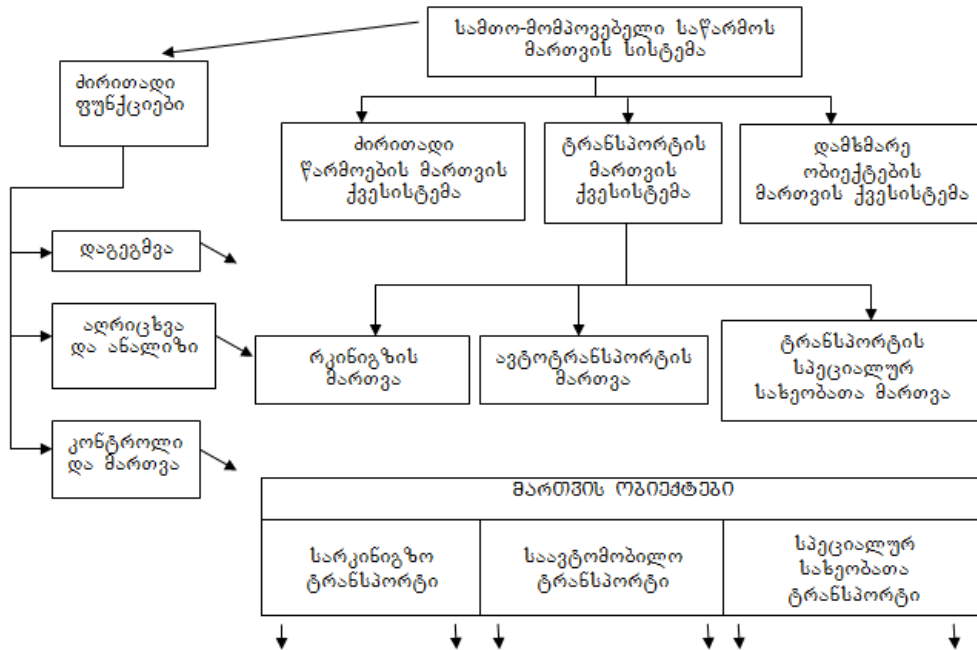 სამთო-მომპოვებელი საწარმოს
მართვის სისტემა
ძირითადი
ფუნქციები
ძირითადი
წარმოების მართვის
ქვესისტემა
ტრანსპორტის
მართვის
ქვესისტემა
დამხმარე
ობიექტების
მართვის ქვესისტემა
დაგეგმვა
აღრიცხვა
და ანალიზი
კონტროლი
და მართვა
რკინიგზის
მართვა
ავტოტრანსპორტის
მართვა
ტრანსპორტის
სპეციალურ
სახეობათა მართვა
ᲛᲐᲠᲗᲕᲘᲡ ᲝᲑᲘᲔᲥᲢᲔᲑᲘ
სარკინიგზო
ტრანსპორტი
საავტომობილო
ტრანსპორტი
სპეციალურ
სახეობათა
ტრანსპორტი